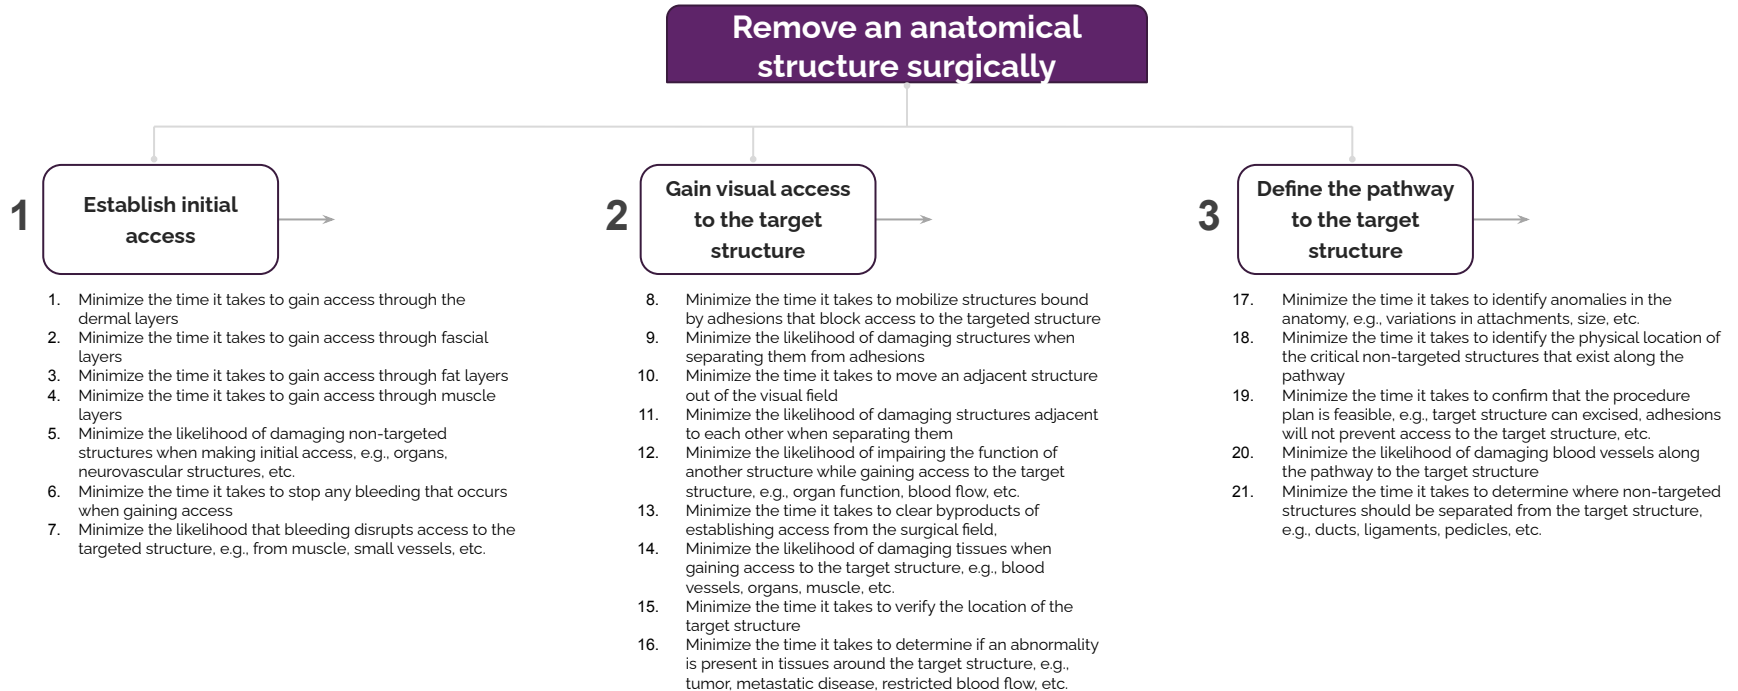 Remove an anatomical
structure surgically
1
Establish initial
access
1. Minimize the time it takes to gain access through the
dermal layers
2. Minimize the time it takes to gain access through fascial
layers
3. Minimize the time it takes to gain access through fat layers
4. Minimize the time it takes to gain access through muscle
layers
5. Minimize the likelihood of damaging non-targeted
structures when making initial access, e.g., organs,
neurovascular structures, etc.
6. Minimize the time it takes to stop any bleeding that occurs
when gaining access
7. Minimize the likelihood that bleeding disrupts access to the
targeted structure, e.g., from muscle, small vessels, etc.
2
Gain visual access
to the target
structure
8. Minimize the time it takes to mobilize structures bound
by adhesions that block access to the targeted structure
9. Minimize the likelihood of damaging structures when
separating them from adhesions
10. Minimize the time it takes to move an adjacent structure
out of the visual field
11. Minimize the likelihood of damaging structures adjacent
to each other when separating them
12. Minimize the likelihood of impairing the function of
another structure while gaining access to the target
structure, e.g., organ function, blood flow, etc.
13. Minimize the time it takes to clear byproducts of
establishing access from the surgical field,
14. Minimize the likelihood of damaging tissues when
gaining access to the target structure, e.g., blood
vessels, organs, muscle, etc.
15. Minimize the time it takes to verify the location of the
target structure
16. Minimize the time it takes to determine if an abnormality
is present in tissues around the target structure, e.g.,
tumor, metastatic disease, restricted blood flow, etc.
3
Define the pathway
to the target
structure
17. Minimize the time it takes to identify anomalies in the
anatomy, e.g., variations in attachments, size, etc.
18. Minimize the time it takes to identify the physical location of
the critical non-targeted structures that exist along the
pathway
19. Minimize the time it takes to confirm that the procedure
plan is feasible, e.g., target structure can excised, adhesions
will not prevent access to the target structure, etc.
20. Minimize the likelihood of damaging blood vessels along
the pathway to the target structure
21. Minimize the time it takes to determine where non-targeted
structures should be separated from the target structure,
e.g., ducts, ligaments, pedicles, etc.